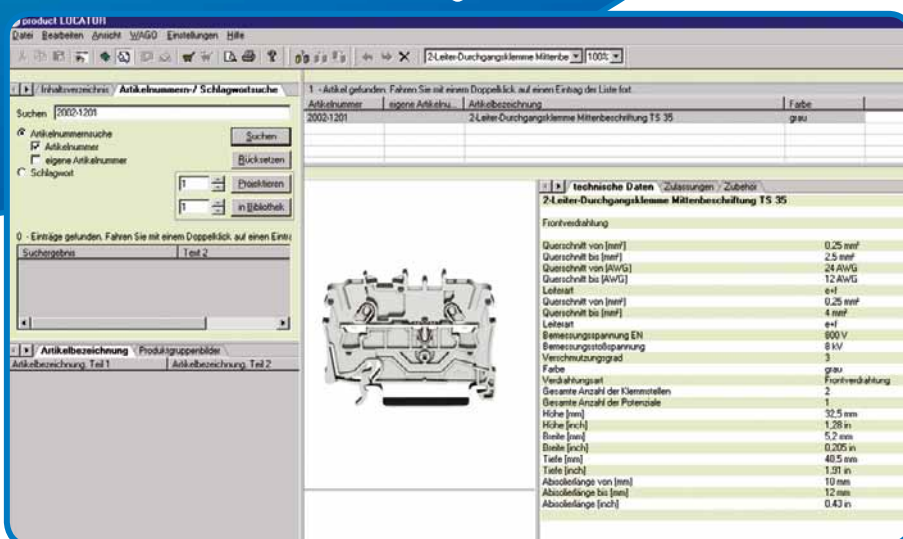 product LOCATOR
Datei Bearbeiten Ansicht WAGO Einstellungen Hilfe
2-Leiter-Durchgangsklemme Mittenbe 100%
Inhaltsverzeichnis Artikelnummern-/ Schlagwortsuche
Suchen 2002-1201
Artikelnummernsuche
Artikelnummer
eigene Artikelnummer
Schlagwort
Suchen
Rücksetzen
1 Projektieren
1 in Bibliothek
0 - Einträge gefunden. Fahren Sie mit einem Doppelklick auf einen Eintra
Suchergebnis Text 2
Artikelbezeichnung Produktgruppenbilder
Artikelbezeichnung, Teil 1 Artikelbezeichnung, Teil 2
1 - Artikel gefunden. Fahren Sie mit einem Doppelklick auf einen Eintrag der Liste fort.
Artikelnummer eigene Artikelnu... Artikelbezeichnung Farbe
2002-1201 2-Leiter-Durchgangsklemme Mittenbeschriftung TS 35 grau
technische Daten Zulassungen Zubehör
2-Leiter-Durchgangsklemme Mittenbeschriftung TS 35
Frontverdrahtung
Querschnitt von [mm²] 0.25 mm²
Querschnitt bis [mm²] 2.5 mm²
Querschnitt von [AWG] 24 AWG
Querschnitt bis [AWG] 12 AWG
Leiterart e+f
Querschnitt von [mm²] 0.25 mm²
Querschnitt bis [mm²] 4 mm²
Leiterart e+f
Bemessungsspannung EN 800 V
Bemessungsstoßspannung 8 kV
Verschmutzungsgrad 3
Farbe grau
Verdrahtungsart Frontverdrahtung
Gesamte Anzahl der Klemmstellen 2
Gesamte Anzahl der Potenziale 1
Höhe [mm] 32,5 mm
Höhe [inch] 1,28 in
Breite [mm] 5,2 mm
Breite [inch] 0.205 in
Tiefe [mm] 48.5 mm
Tiefe [inch] 1.91 in
Abisolierlänge von [mm] 10 mm
Abisolierlänge bis [mm] 12 mm
Abisolierlänge [inch] 0.43 in